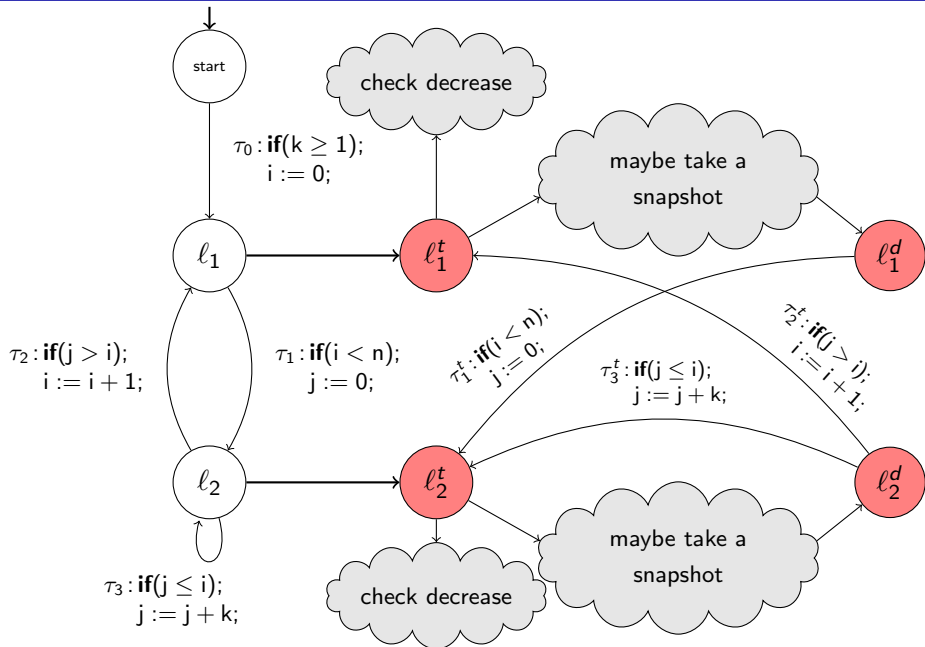 start
check decrease
τ₀ : if(k ≥ 1);
i := 0;
maybe take a
snapshot
ℓ₁
ℓ₁ᵗ
ℓ₁ᵈ
τ₂ : if(j > i);
i := i + 1;
τ₁ : if(i < n);
j := 0;
τ₁ᵗ : if(i < n);
j := 0;
τ₃ᵗ : if(j ≤ i);
j := j + k;
τ₂ᵗ : if(j > i);
i := i + 1;
ℓ₂
ℓ₂ᵗ
ℓ₂ᵈ
maybe take a
snapshot
τ₃ : if(j ≤ i);
j := j + k;
check decrease